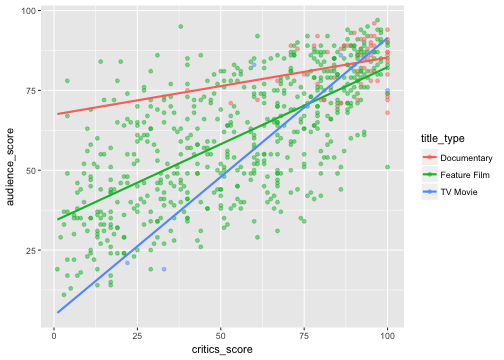 100
75
50
25
audience_score
0
25
50
75
100
critics_score
title_type
Documentary
Feature Film
TV Movie